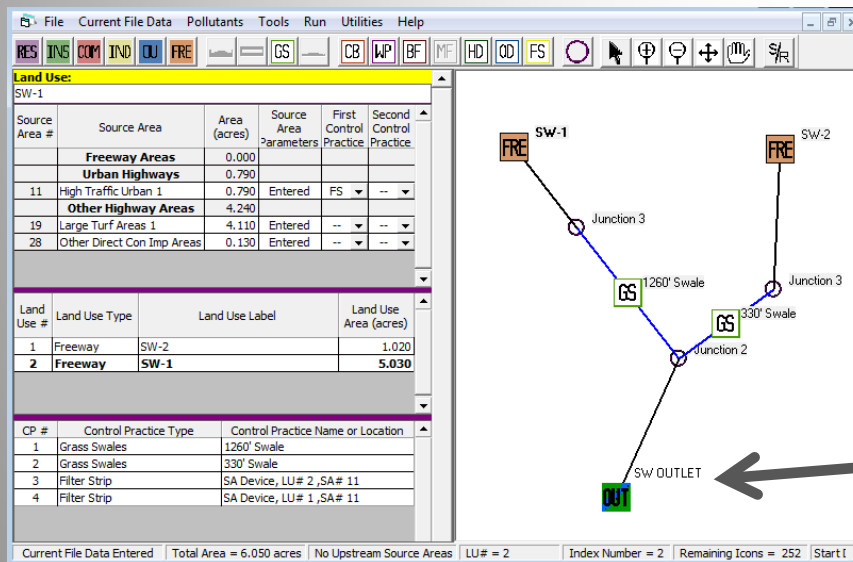 File Current File Data Pollutants Tools Run Utilities Help
RES INS COM IND OU FRE GS CB WP BF MF HD OD FS S/R
Land Use:
SW-1
Source Area # Source Area Area (acres) Source Area Parameters First Control Practice Second Control Practice
Freeway Areas 0.000
Urban Highways 0.790
11 High Traffic Urban 1 0.790 Entered FS --
Other Highway Areas 4.240
19 Large Turf Areas 1 4.110 Entered -- --
28 Other Direct Con Imp Areas 0.130 Entered -- --
Land Use # Land Use Type Land Use Label Land Use Area (acres)
1 Freeway SW-2 1.020
2 Freeway SW-1 5.030
CP # Control Practice Type Control Practice Name or Location
1 Grass Swales 1260' Swale
2 Grass Swales 330' Swale
3 Filter Strip SA Device, LU# 2 ,SA# 11
4 Filter Strip SA Device, LU# 1 ,SA# 11
FRE SW-1
FRE SW-2
Junction 3
GS 1260' Swale
Junction 3
GS 330' Swale
Junction 2
SW OUTLET
OUT
Current File Data Entered Total Area = 6.050 acres No Upstream Source Areas LU# = 2 Index Number = 2 Remaining Icons = 252 Start